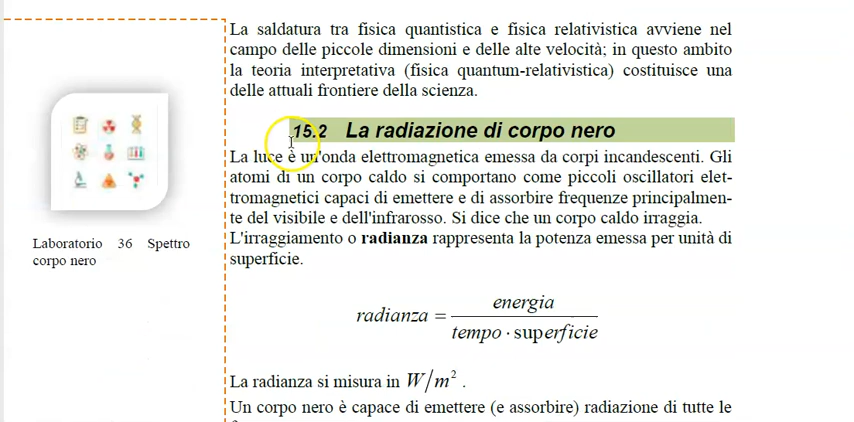 La saldatura tra fisica quantistica e fisica relativistica avviene nel
campo delle piccole dimensioni e delle alte velocità; in questo ambito
la teoria interpretativa (fisica quantum-relativistica) costituisce una
delle attuali frontiere della scienza.
15.2 La radiazione di corpo nero
La luce è un'onda elettromagnetica emessa da corpi incandescenti. Gli
atomi di un corpo caldo si comportano come piccoli oscillatori elet-
tromagnetici capaci di emettere e di assorbire frequenze principalmen-
te del visibile e dell'infrarosso. Si dice che un corpo caldo irraggia.
L'irraggiamento o radianza rappresenta la potenza emessa per unità di
superficie.
Laboratorio 36 Spettro
corpo nero
radianza = energia / tempo · superficie
La radianza si misura in W/m² .
Un corpo nero è capace di emettere (e assorbire) radiazione di tutte le